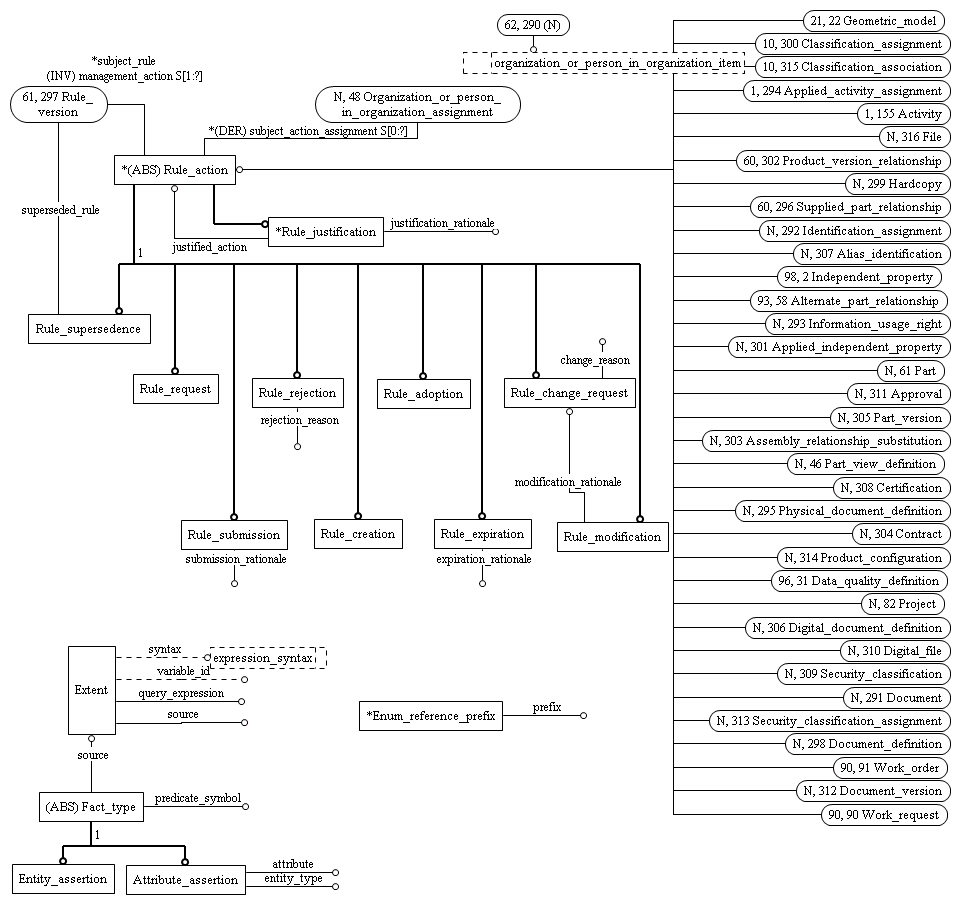 62, 290 (N)
organization_or_person_in_organization_item
*subject_rule
(INV) management_action S[1:?]
61, 297 Rule_
version
N, 48 Organization_or_person_
in_organization_assignment
*(DER) subject_action_assignment S[0:?]
*(ABS) Rule_action
superseded_rule
justified_action
*Rule_justification
justification_rationale
1
Rule_supersedence
Rule_request
Rule_rejection
rejection_reason
Rule_adoption
change_reason
Rule_change_request
modification_rationale
Rule_submission
submission_rationale
Rule_creation
Rule_expiration
expiration_rationale
Rule_modification
21, 22 Geometric_model
10, 300 Classification_assignment
10, 315 Classification_association
1, 294 Applied_activity_assignment
1, 155 Activity
N, 316 File
60, 302 Product_version_relationship
N, 299 Hardcopy
60, 296 Supplied_part_relationship
N, 292 Identification_assignment
N, 307 Alias_identification
98, 2 Independent_property
93, 58 Alternate_part_relationship
N, 293 Information_usage_right
N, 301 Applied_independent_property
N, 61 Part
N, 311 Approval
N, 305 Part_version
N, 303 Assembly_relationship_substitution
N, 46 Part_view_definition
N, 308 Certification
N, 295 Physical_document_definition
N, 304 Contract
N, 314 Product_configuration
96, 31 Data_quality_definition
N, 82 Project
N, 306 Digital_document_definition
N, 310 Digital_file
N, 309 Security_classification
N, 291 Document
N, 313 Security_classification_assignment
N, 298 Document_definition
90, 91 Work_order
N, 312 Document_version
90, 90 Work_request
Extent
syntax
expression_syntax
variable_id
query_expression
source
*Enum_reference_prefix
prefix
source
(ABS) Fact_type
predicate_symbol
1
Entity_assertion
Attribute_assertion
attribute
entity_type